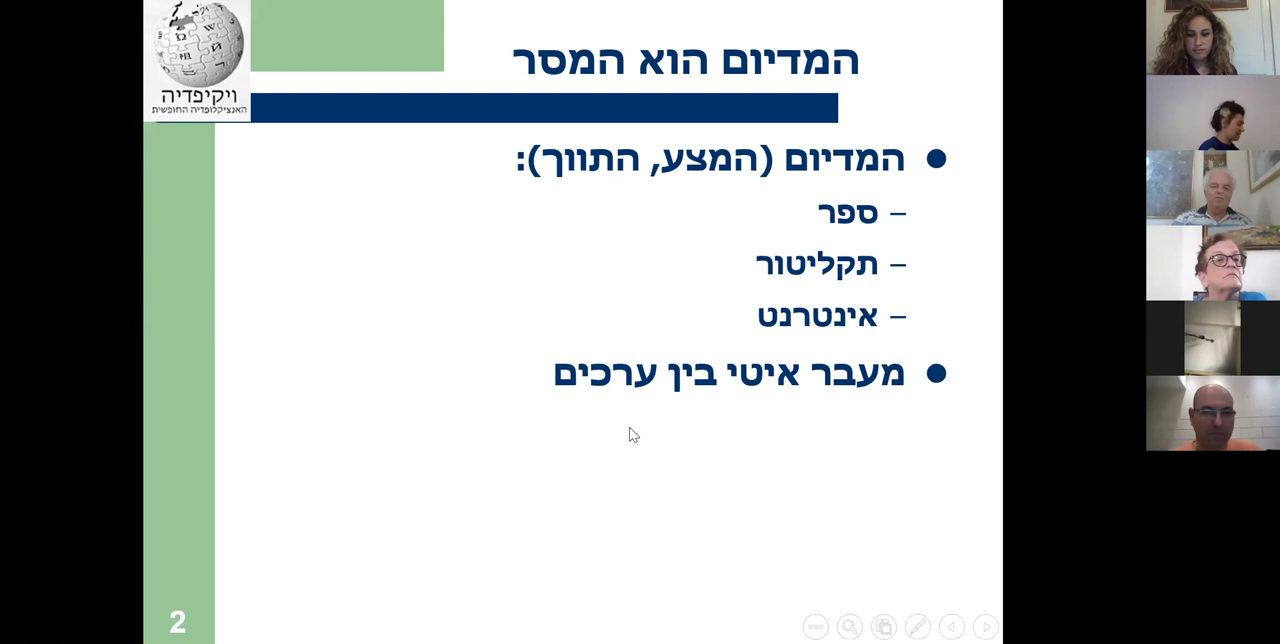 ויקיפדיה
האנציקלופדיה החופשית
המדיום הוא המסר
המדיום (המצע, התווך):
– ספר
– תקליטור
– אינטרנט
מעבר איטי בין ערכים
2